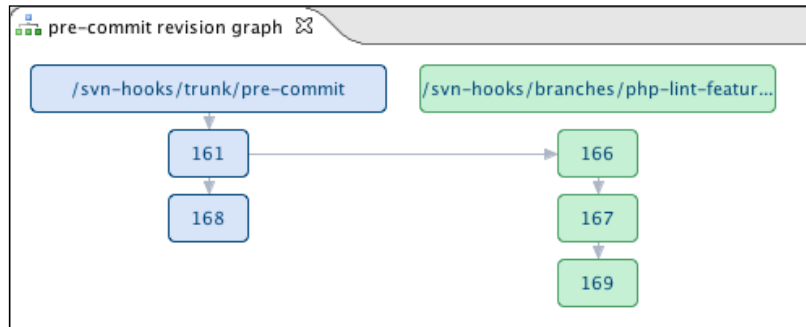 pre-commit revision graph
/svn-hooks/trunk/pre-commit
/svn-hooks/branches/php-lint-featur...
161
166
168
167
169